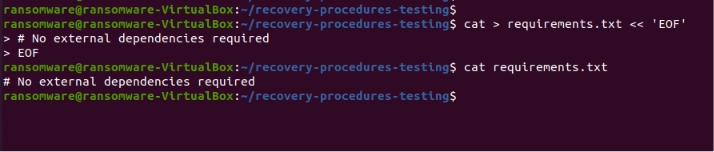 ransomware@ransomware-VirtualBox:~/recovery-procedures-testing$
ransomware@ransomware-VirtualBox:~/recovery-procedures-testing$ cat > requirements.txt << 'EOF'
> # No external dependencies required
> EOF
ransomware@ransomware-VirtualBox:~/recovery-procedures-testing$ cat requirements.txt
# No external dependencies required
ransomware@ransomware-VirtualBox:~/recovery-procedures-testing$